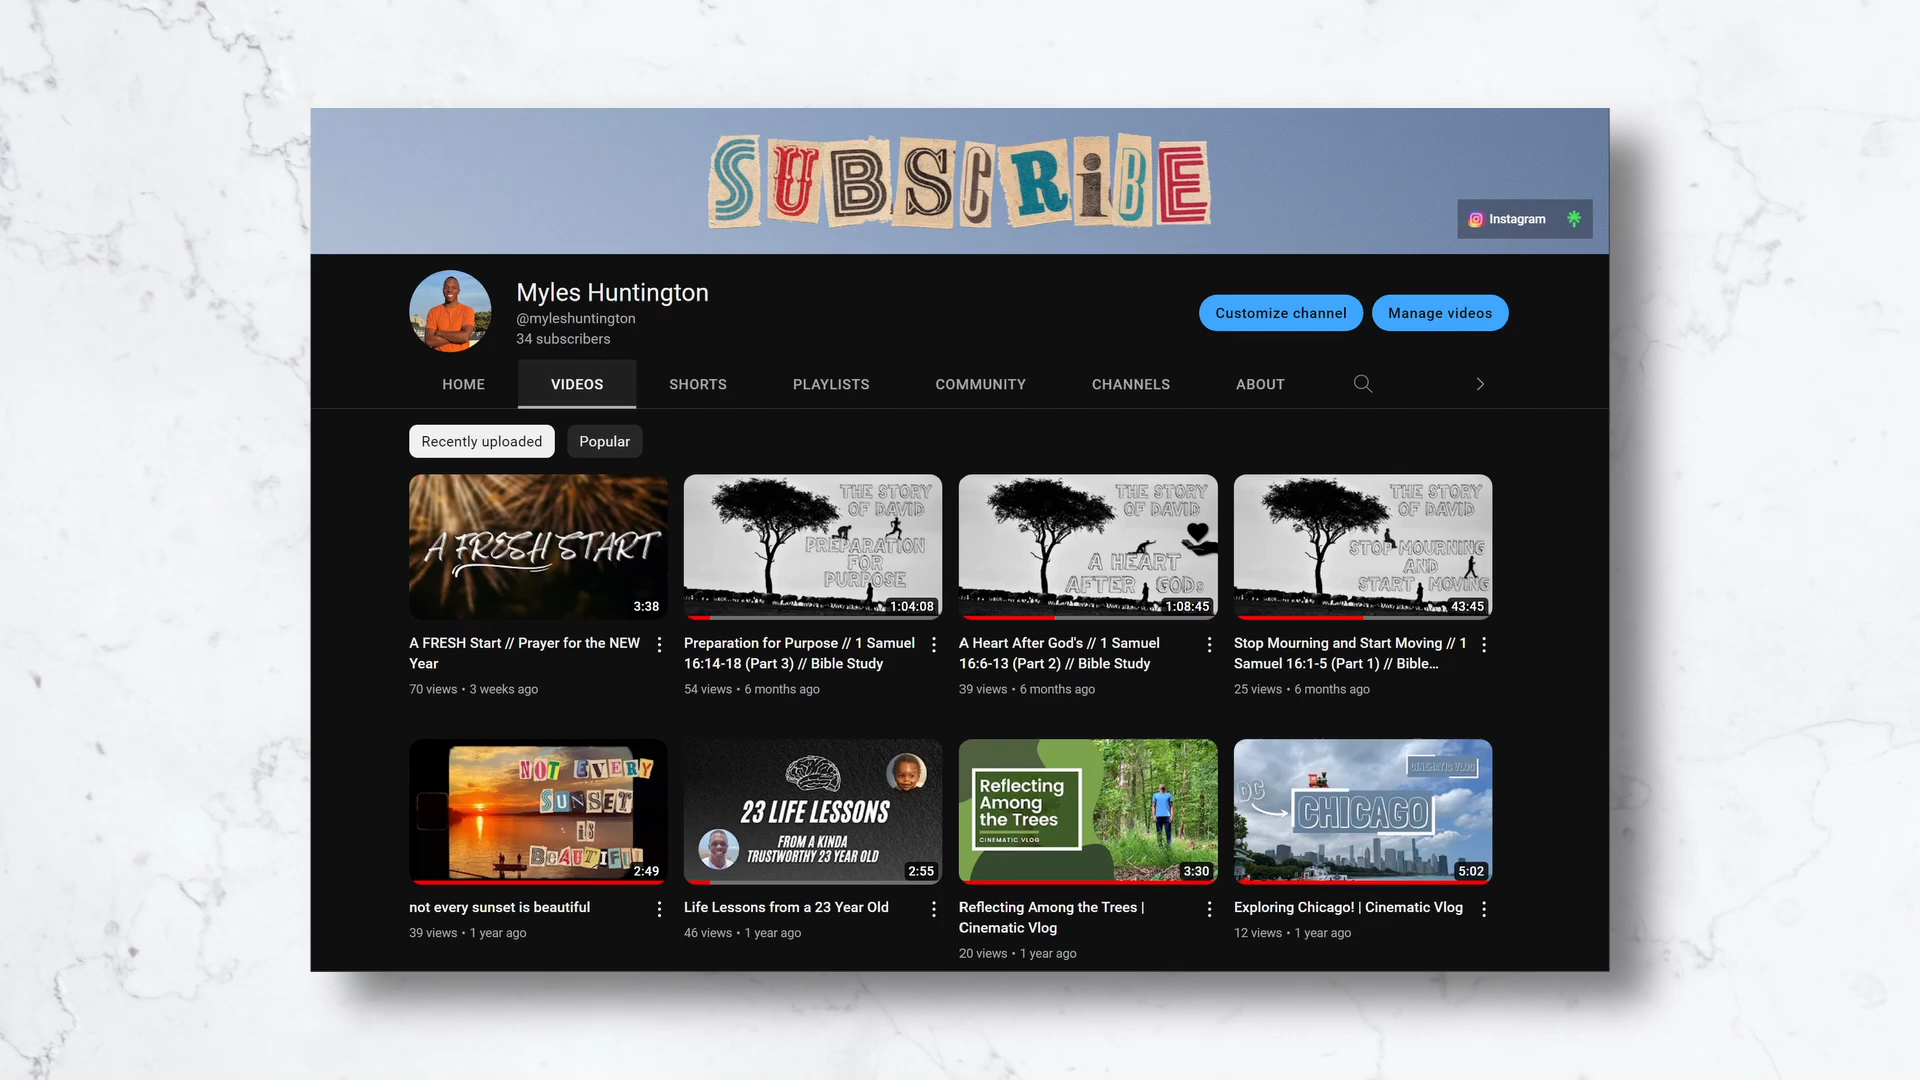 SUBSCRiBE
Instagram
Myles Huntington
@myleshuntington
34 subscribers
Customize channel
Manage videos
HOME
VIDEOS
SHORTS
PLAYLISTS
COMMUNITY
CHANNELS
ABOUT
Recently uploaded
Popular
A FRESH START
3:38
THE STORY
OF DAVID
PREPARATION
FOR
PURPOSE
1:04:08
THE STORY
OF DAVID
A HEART
AFTER GODs
1:08:45
THE STORY
OF DAVID
STOP MOURNING
AND
START MOVING
43:45
A FRESH Start // Prayer for the NEW
Year
70 views • 3 weeks ago
Preparation for Purpose // 1 Samuel
16:14-18 (Part 3) // Bible Study
54 views • 6 months ago
A Heart After God's // 1 Samuel
16:6-13 (Part 2) // Bible Study
39 views • 6 months ago
Stop Mourning and Start Moving // 1
Samuel 16:1-5 (Part 1) // Bible...
25 views • 6 months ago
NOT EVERY
SUNSET
iS
BEAUTIFUL
2:49
23 LIFE LESSONS
FROM A KINDA
TRUSTWORTHY 23 YEAR OLD
2:55
Reflecting
Among
the Trees
CINEMATIC VLOG
3:30
CINEMATIC VLOG
DC
CHICAGO
5:02
not every sunset is beautiful
39 views • 1 year ago
Life Lessons from a 23 Year Old
46 views • 1 year ago
Reflecting Among the Trees |
Cinematic Vlog
20 views • 1 year ago
Exploring Chicago! | Cinematic Vlog
12 views • 1 year ago